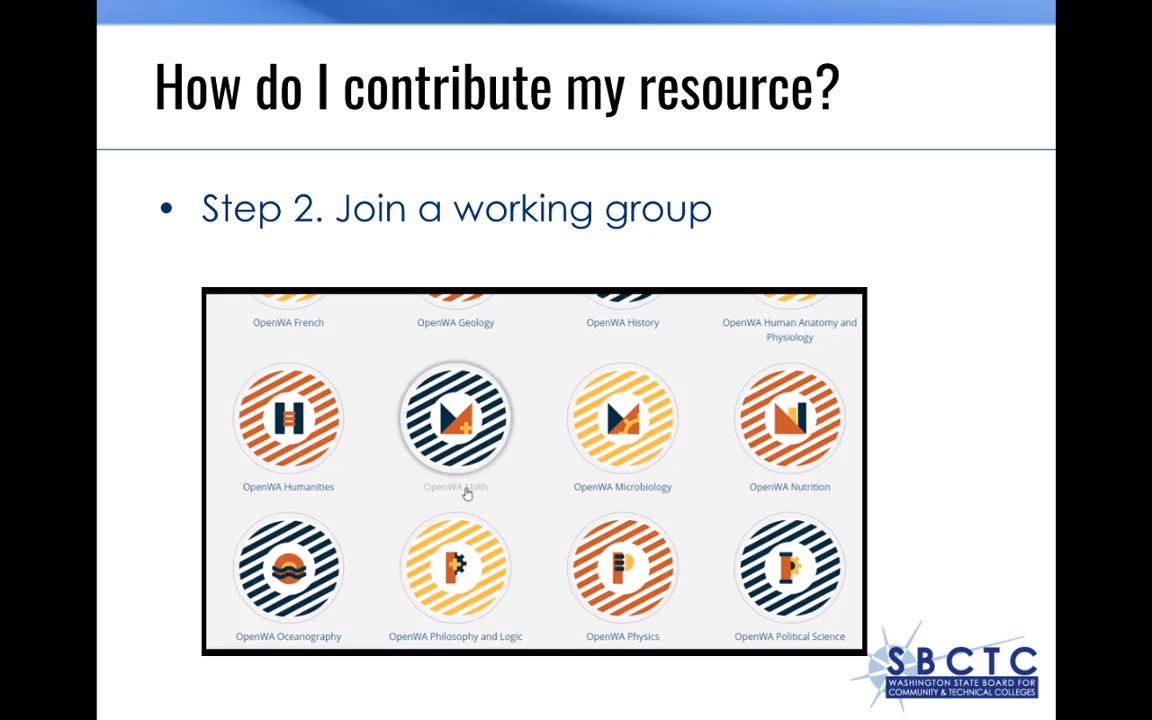 How do I contribute my resource?
• Step 2. Join a working group
OpenWA French
OpenWA Geology
OpenWA History
OpenWA Human Anatomy and
Physiology
OpenWA Humanities
OpenWA Math
OpenWA Microbiology
OpenWA Nutrition
OpenWA Oceanography
OpenWA Philosophy and Logic
OpenWA Physics
OpenWA Political Science
SBCTC
WASHINGTON STATE BOARD FOR
COMMUNITY & TECHNICAL COLLEGES